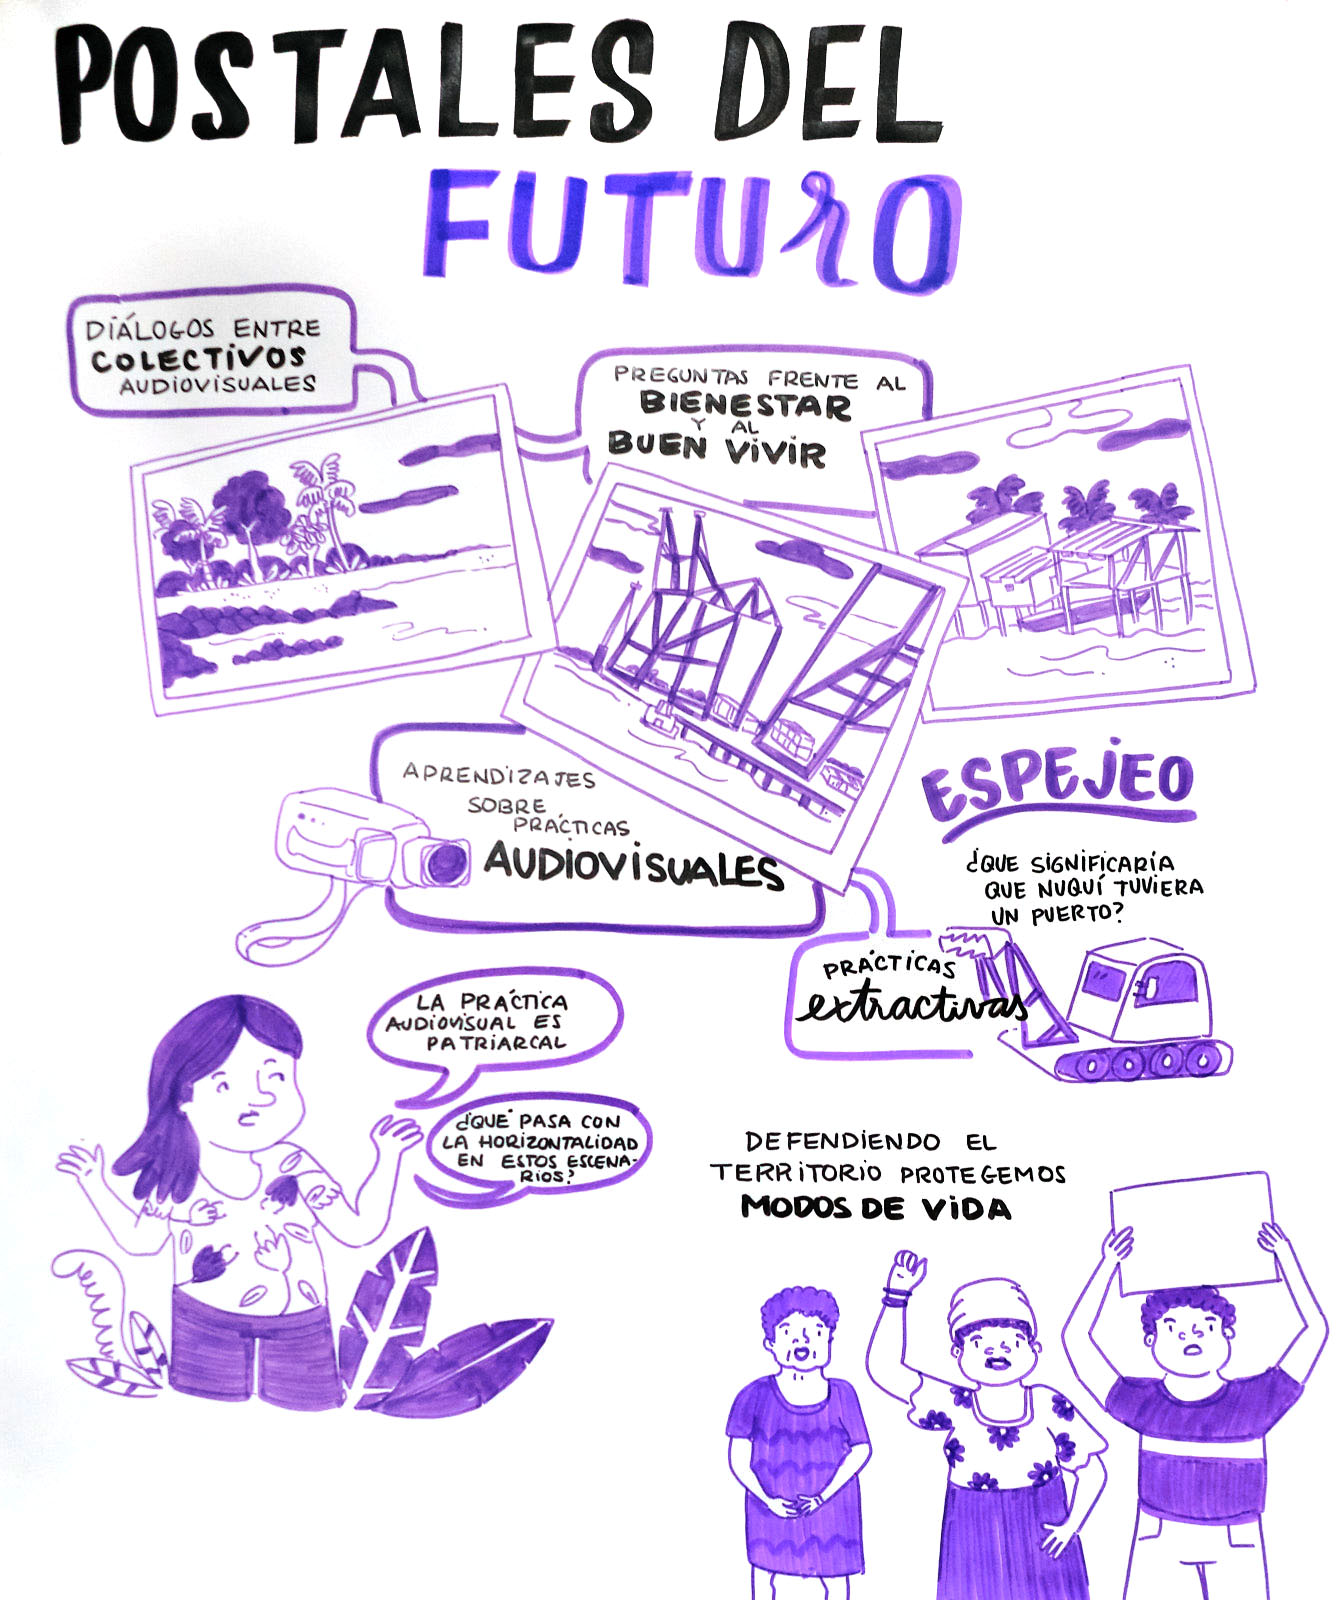 POSTALES DEL
FUTURO
DIÁLOGOS ENTRE
COLECTIVOS
AUDIOVISUALES
PREGUNTAS FRENTE AL
BIENESTAR
Y AL
BUEN VIVIR
APRENDIZAJES
SOBRE
PRÁCTICAS
AUDIOVISUALES
ESPEJEO
¿QUE SIGNIFICARÍA
QUE NUQUÍ TUVIERA
UN PUERTO?
PRÁCTICAS
extractivas
LA PRÁCTICA
AUDIOVISUAL ES
PATRIARCAL
¿QUÉ PASA CON
LA HORIZONTALIDAD
EN ESTOS ESCENA-
RIOS?
DEFENDIENDO EL
TERRITORIO PROTEGEMOS
MODOS DE VIDA